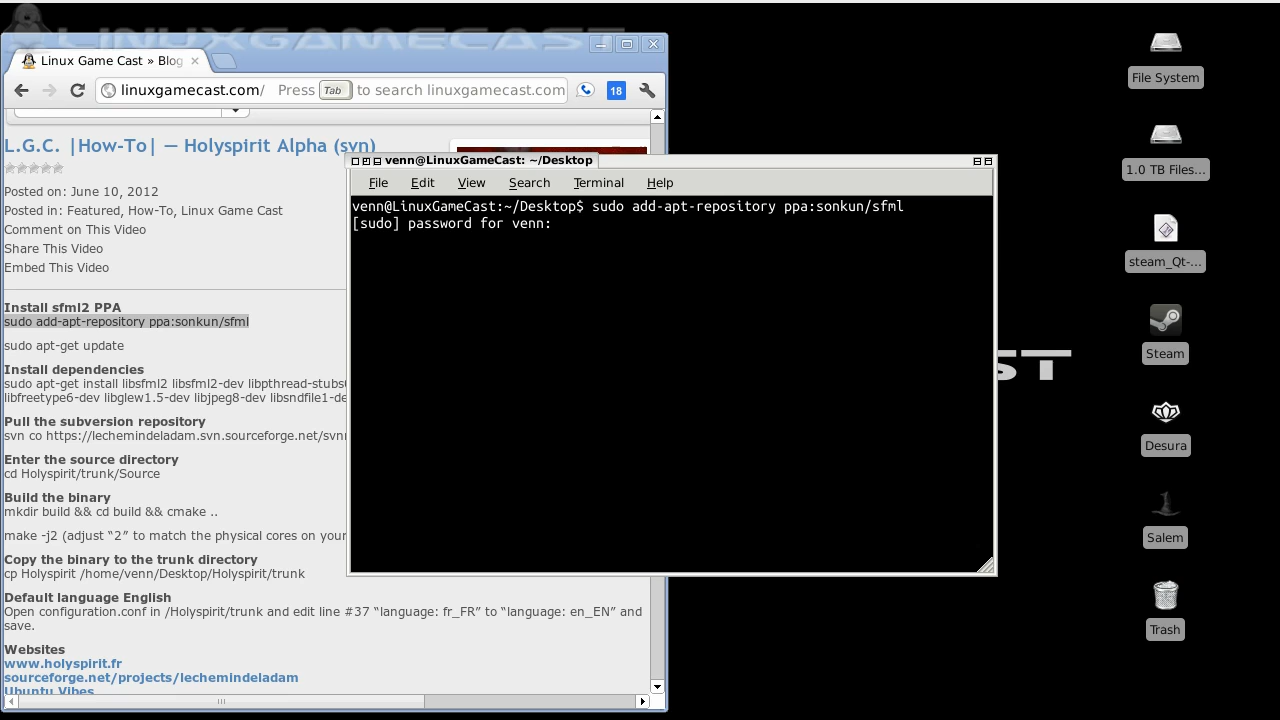 LINUXGAMECAST
Linux Game Cast » Blog
linuxgamecast.com/ Press Tab to search linuxgamecast.com 18
L.G.C. |How-To| — Holyspirit Alpha (svn)
Posted on: June 10, 2012
Posted in: Featured, How-To, Linux Game Cast
Comment on This Video
Share This Video
Embed This Video
Install sfml2 PPA
sudo add-apt-repository ppa:sonkun/sfml
sudo apt-get update
Install dependencies
sudo apt-get install libsfml2 libsfml2-dev libpthread-stubs
libfreetype6-dev libglew1.5-dev libjpeg8-dev libsndfile1-de
Pull the subversion repository
svn co https://lechemindeladam.svn.sourceforge.net/svnr
Enter the source directory
cd Holyspirit/trunk/Source
Build the binary
mkdir build && cd build && cmake ..
make -j2 (adjust “2” to match the physical cores on your
Copy the binary to the trunk directory
cp Holyspirit /home/venn/Desktop/Holyspirit/trunk
Default language English
Open configuration.conf in /Holyspirit/trunk and edit line #37 “language: fr_FR” to “language: en_EN” and
save.
Websites
www.holyspirit.fr
sourceforge.net/projects/lechemindeladam
Ubuntu Vibes
venn@LinuxGameCast: ~/Desktop
File Edit View Search Terminal Help
venn@LinuxGameCast:~/Desktop$ sudo add-apt-repository ppa:sonkun/sfml
[sudo] password for venn:
File System
1.0 TB Files...
steam_Qt-...
Steam
Desura
Salem
Trash
ST